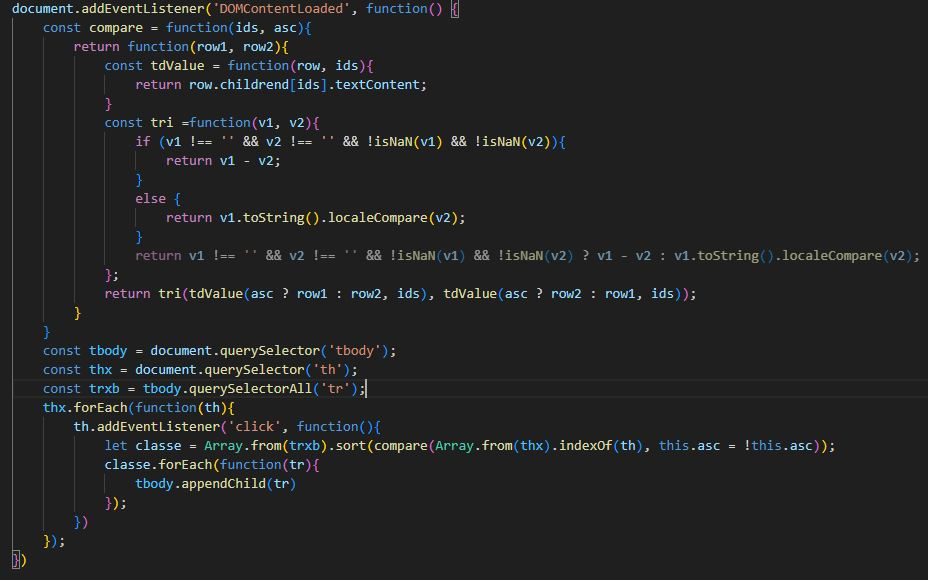 document.addEventListener('DOMContentLoaded', function() {
    const compare = function(ids, asc){
        return function(row1, row2){
            const tdValue = function(row, ids){
                return row.childrend[ids].textContent;
            }
            const tri =function(v1, v2){
                if (v1 !== '' && v2 !== '' && !isNaN(v1) && !isNaN(v2)){
                    return v1 - v2;
                }
                else {
                    return v1.toString().localeCompare(v2);
                }
                return v1 !== '' && v2 !== '' && !isNaN(v1) && !isNaN(v2) ? v1 - v2 : v1.toString().localeCompare(v2);
            };
            return tri(tdValue(asc ? row1 : row2, ids), tdValue(asc ? row2 : row1, ids));
        }
    }
    const tbody = document.querySelector('tbody');
    const thx = document.querySelector('th');
    const trxb = tbody.querySelectorAll('tr');
    thx.forEach(function(th){
        th.addEventListener('click', function(){
            let classe = Array.from(trxb).sort(compare(Array.from(thx).indexOf(th), this.asc = !this.asc));
            classe.forEach(function(tr){
                tbody.appendChild(tr)
            });
        })
    });
})